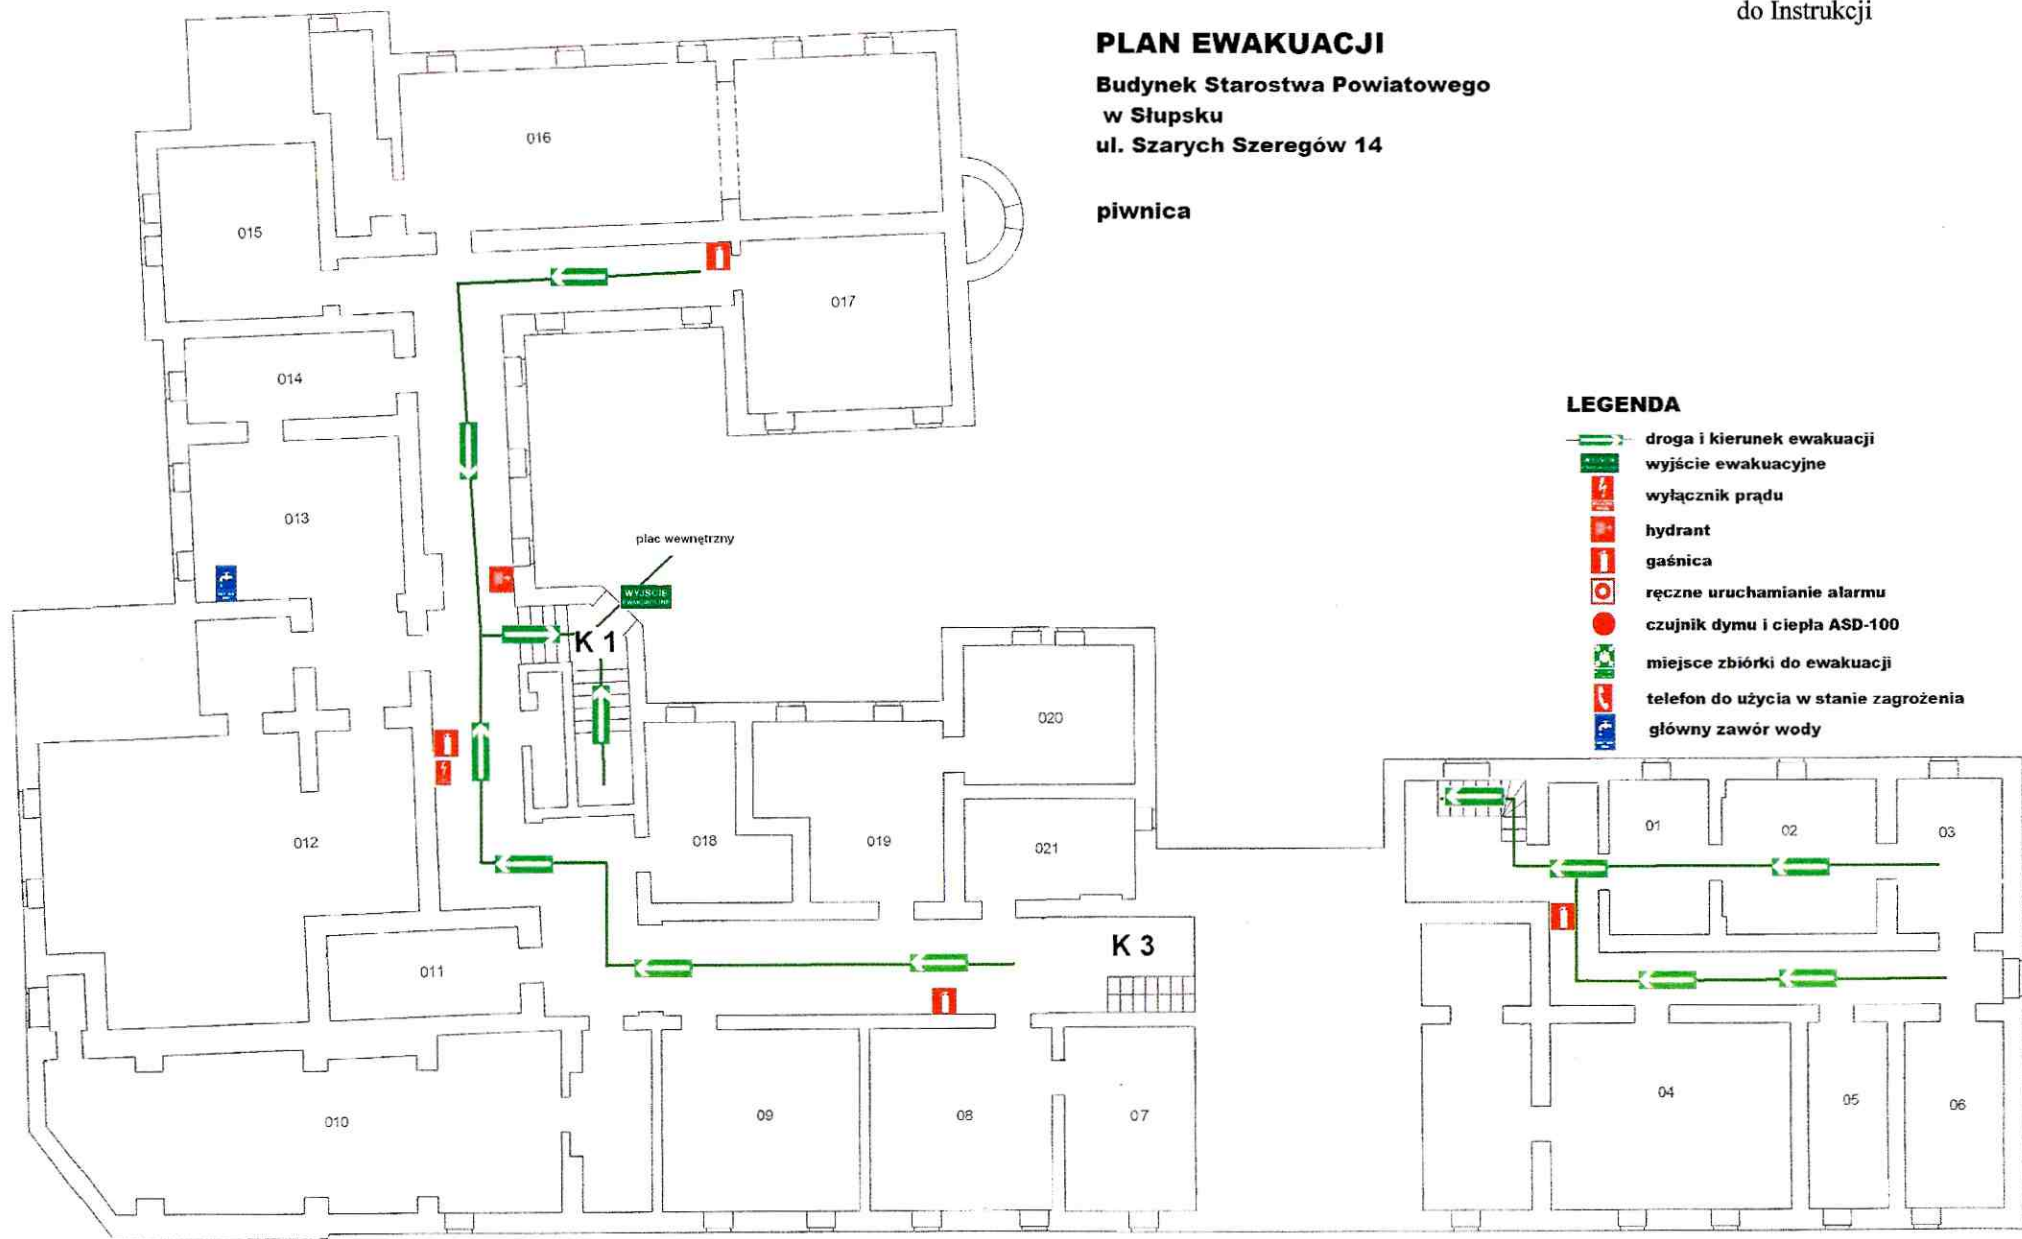 do Instrukcji
PLAN EWAKUACJI
Budynek Starostwa Powiatowego
w Słupsku
ul. Szarych Szeregów 14
piwnica
016
015
017
014
013
plac wewnętrzny
WYJŚCIE
EWAKUACYJNE
K 1
LEGENDA
droga i kierunek ewakuacji
wyjście ewakuacyjne
wyłącznik prądu
hydrant
gaśnica
ręczne uruchamianie alarmu
czujnik dymu i ciepła ASD-100
miejsce zbiórki do ewakuacji
telefon do użycia w stanie zagrożenia
główny zawór wody
020
012
018
019
021
01
02
03
011
K 3
010
09
08
07
04
05
06